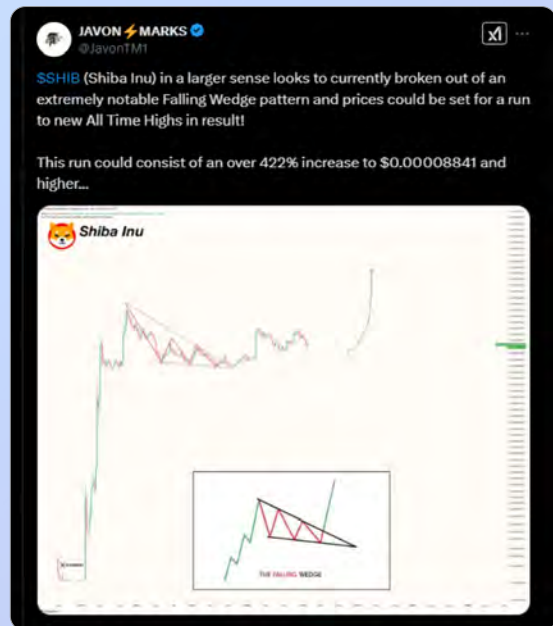 JAVON⚡MARKS
@JavonTM1
$SHIB (Shiba Inu) in a larger sense looks to currently broken out of an
extremely notable Falling Wedge pattern and prices could be set for a run
to new All Time Highs in result!
This run could consist of an over 422% increase to $0.00008841 and
higher...
Shiba Inu
THE FALLING WEDGE